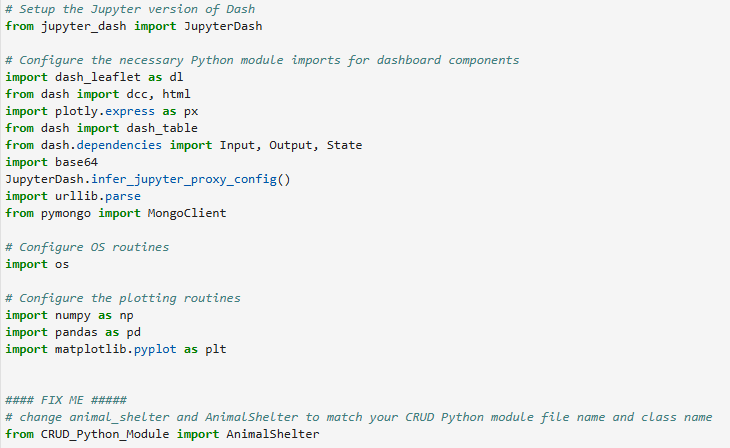 # Setup the Jupyter version of Dash
from jupyter_dash import JupyterDash
# Configure the necessary Python module imports for dashboard components
import dash_leaflet as dl
from dash import dcc, html
import plotly.express as px
from dash import dash_table
from dash.dependencies import Input, Output, State
import base64
JupyterDash.infer_jupyter_proxy_config()
import urllib.parse
from pymongo import MongoClient
# Configure OS routines
import os
# Configure the plotting routines
import numpy as np
import pandas as pd
import matplotlib.pyplot as plt
#### FIX ME #####
# change animal_shelter and AnimalShelter to match your CRUD Python module file name and class name
from CRUD_Python_Module import AnimalShelter